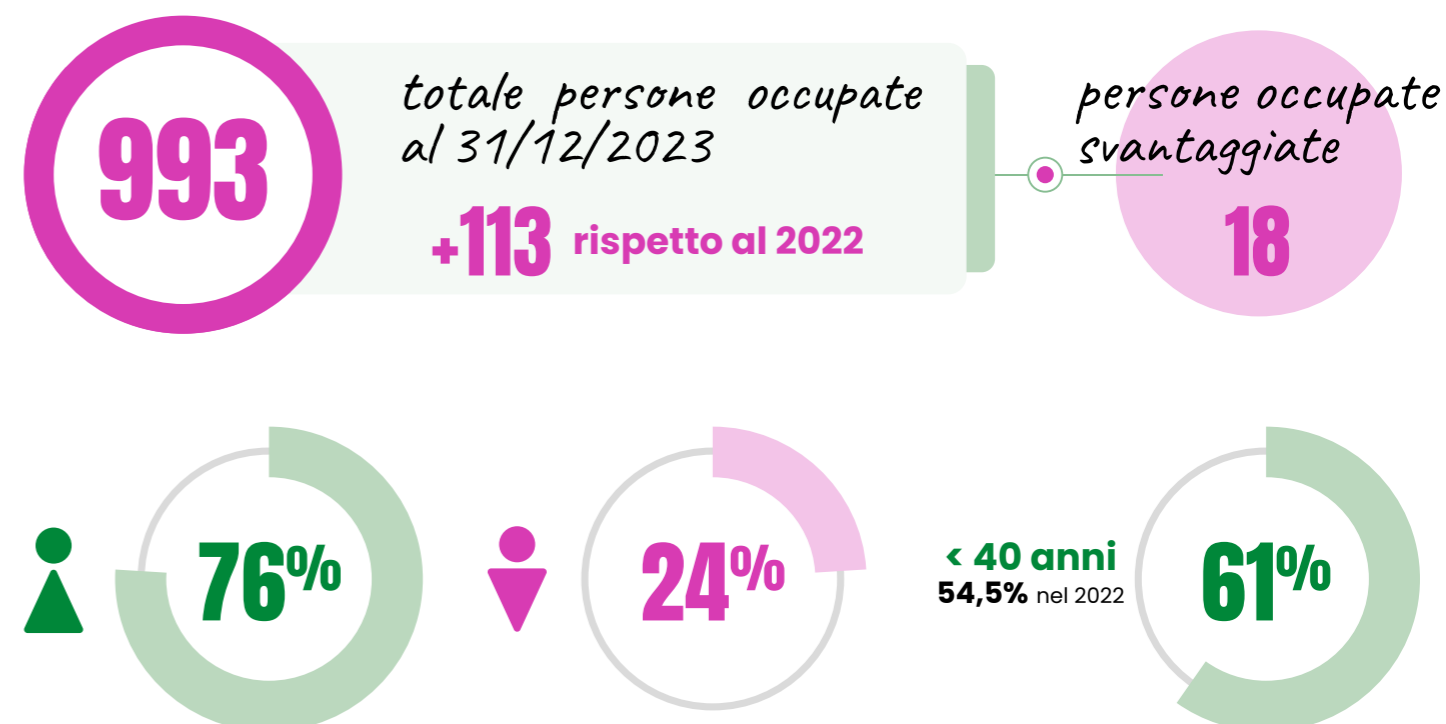 993
totale persone occupate
al 31/12/2023
+113 rispetto al 2022
persone occupate
svantaggiate
18
76%
24%
< 40 anni
54,5% nel 2022
61%